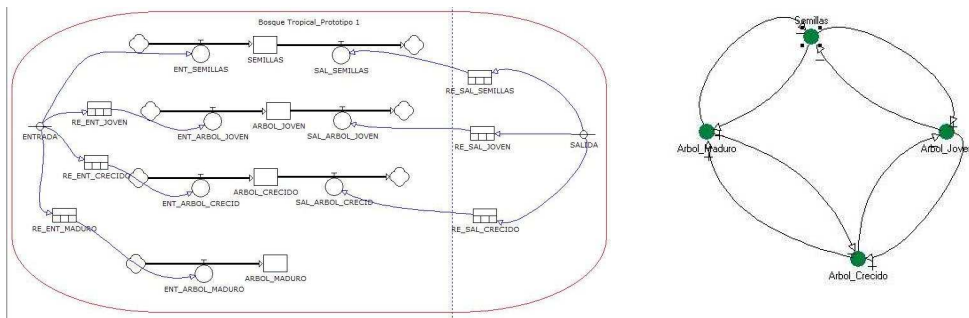 Bosque Tropical_Prototipo 1
ENT_SEMILLAS
SEMILLAS
SAL_SEMILLAS
RE_SAL_SEMILLAS
RE_ENT_JOVEN
ENTRADA
ENT_ARBOL_JOVEN
ARBOL_JOVEN
SAL_ARBOL_JOVEN
RE_SAL_JOVEN
SALIDA
RE_ENT_CRECIDO
ENT_ARBOL_CRECID
ARBOL_CRECIDO
SAL_ARBOL_CRECID
RE_SAL_CRECIDO
RE_ENT_MADURO
ENT_ARBOL_MADURO
ARBOL_MADURO
Semillas
Arbol_Maduro
Arbol_Joven
Arbol_Crecido